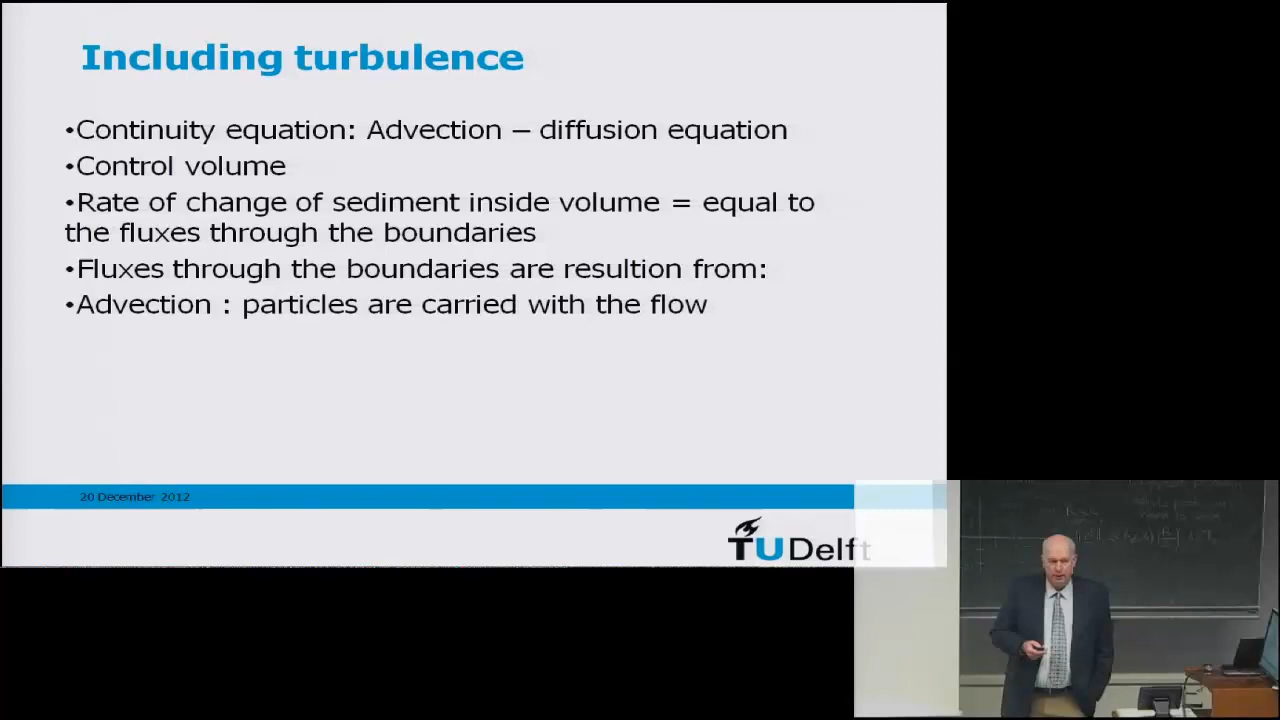 Including turbulence
•Continuity equation: Advection – diffusion equation
•Control volume
•Rate of change of sediment inside volume = equal to
the fluxes through the boundaries
•Fluxes through the boundaries are resultion from:
•Advection : particles are carried with the flow
20 December 2012
TUDelft